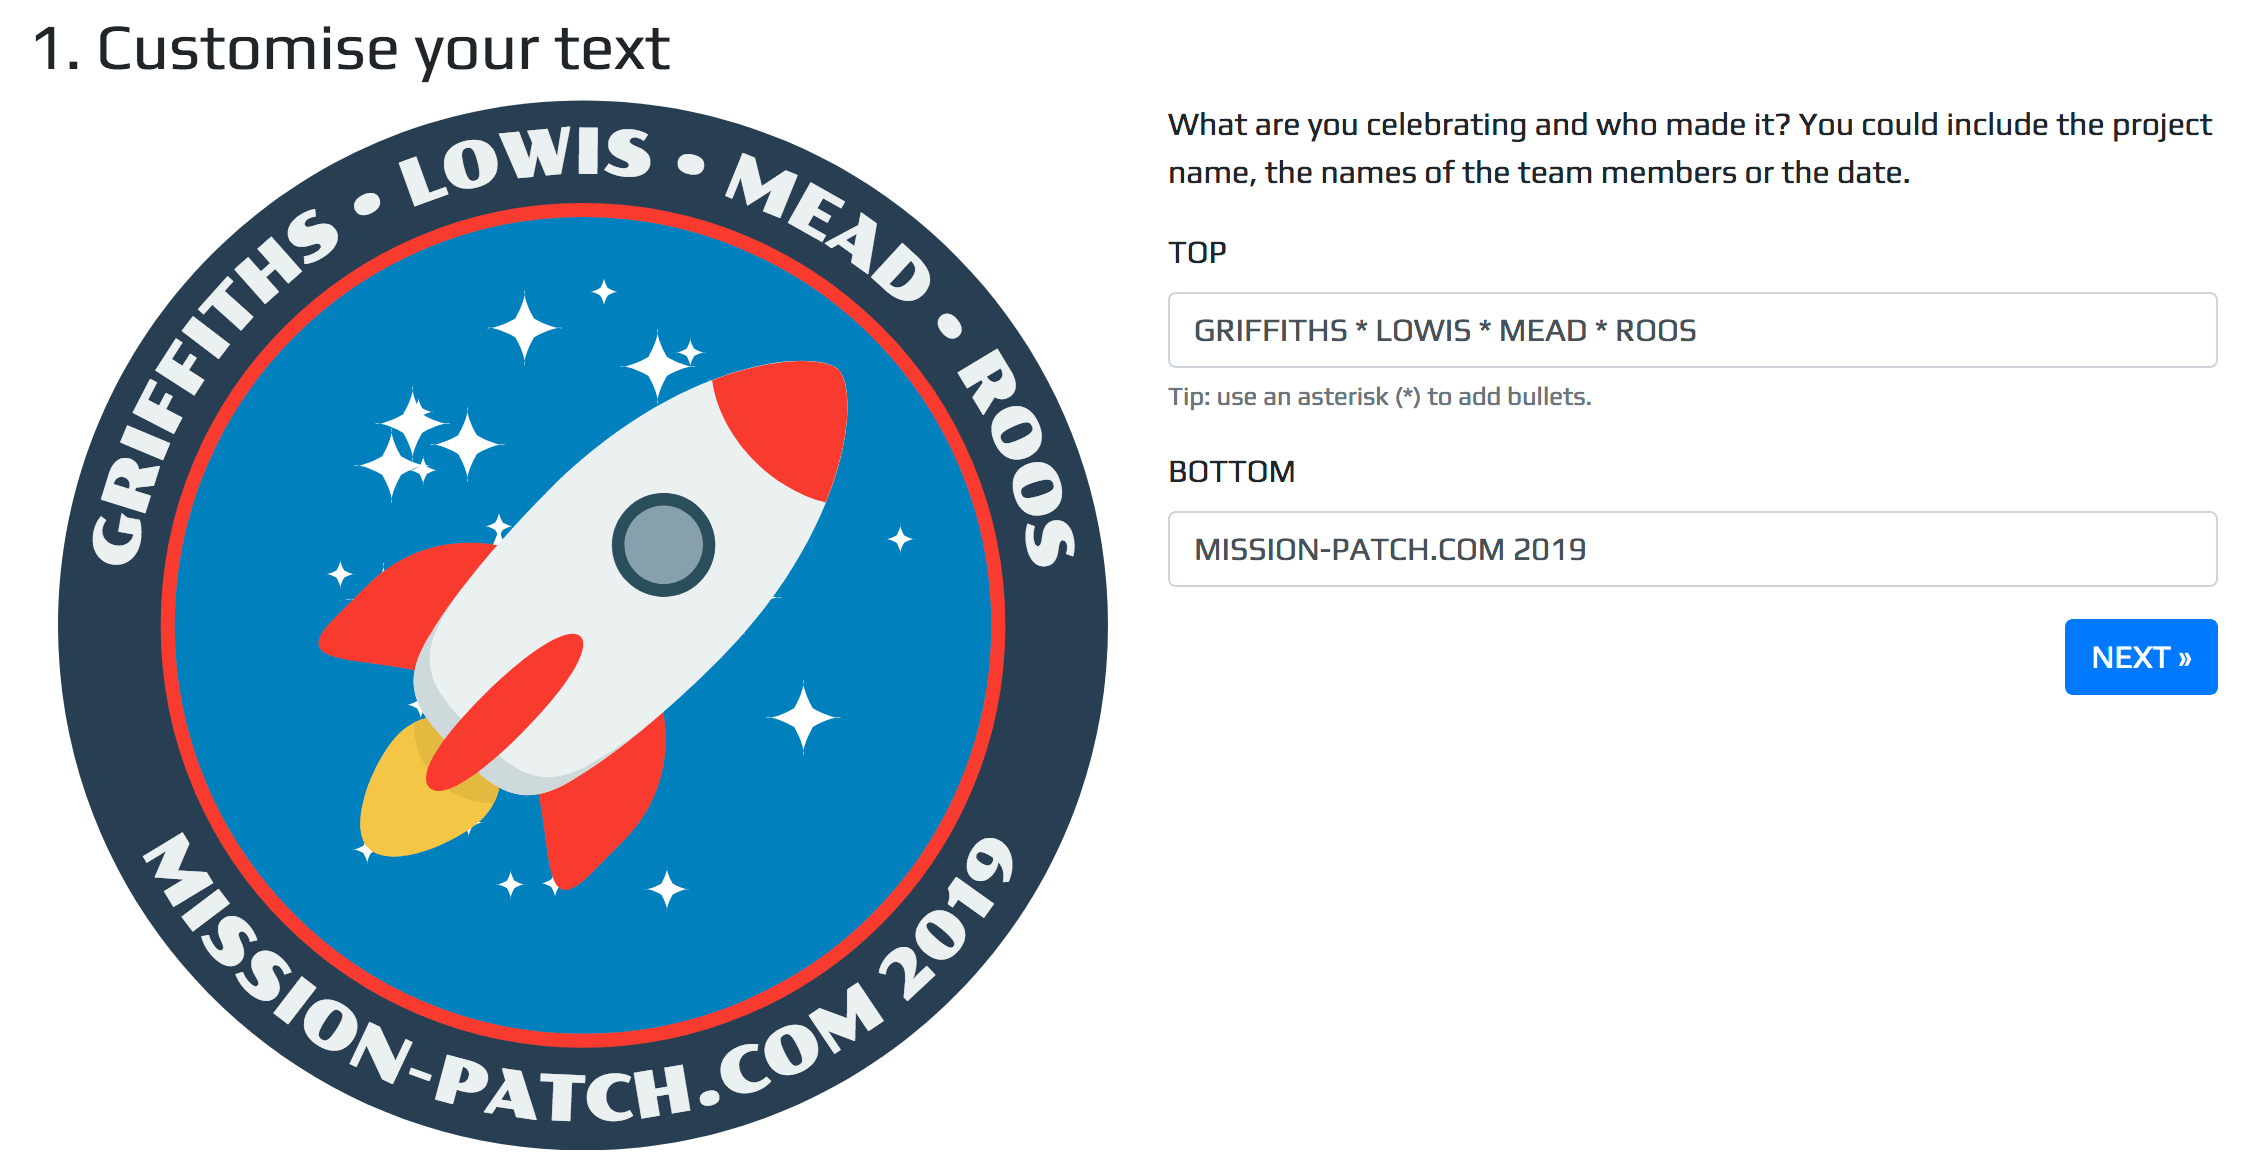 1. Customise your text
GRIFFITHS • LOWIS • MEAD • ROOS
MISSION-PATCH.COM 2019
What are you celebrating and who made it? You could include the project
name, the names of the team members or the date.
TOP
GRIFFITHS * LOWIS * MEAD * ROOS
Tip: use an asterisk (*) to add bullets.
BOTTOM
MISSION-PATCH.COM 2019
NEXT »